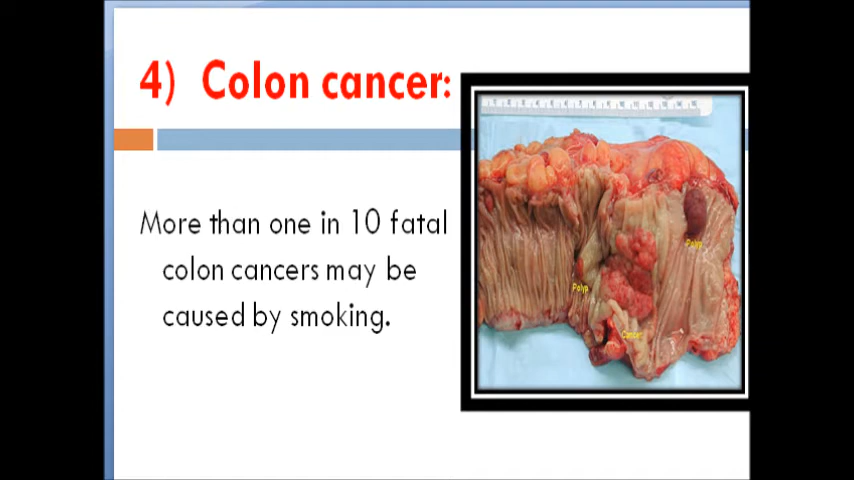 4) Colon cancer:
More than one in 10 fatal
colon cancers may be
caused by smoking.
Polyp
Polyp
Cancer